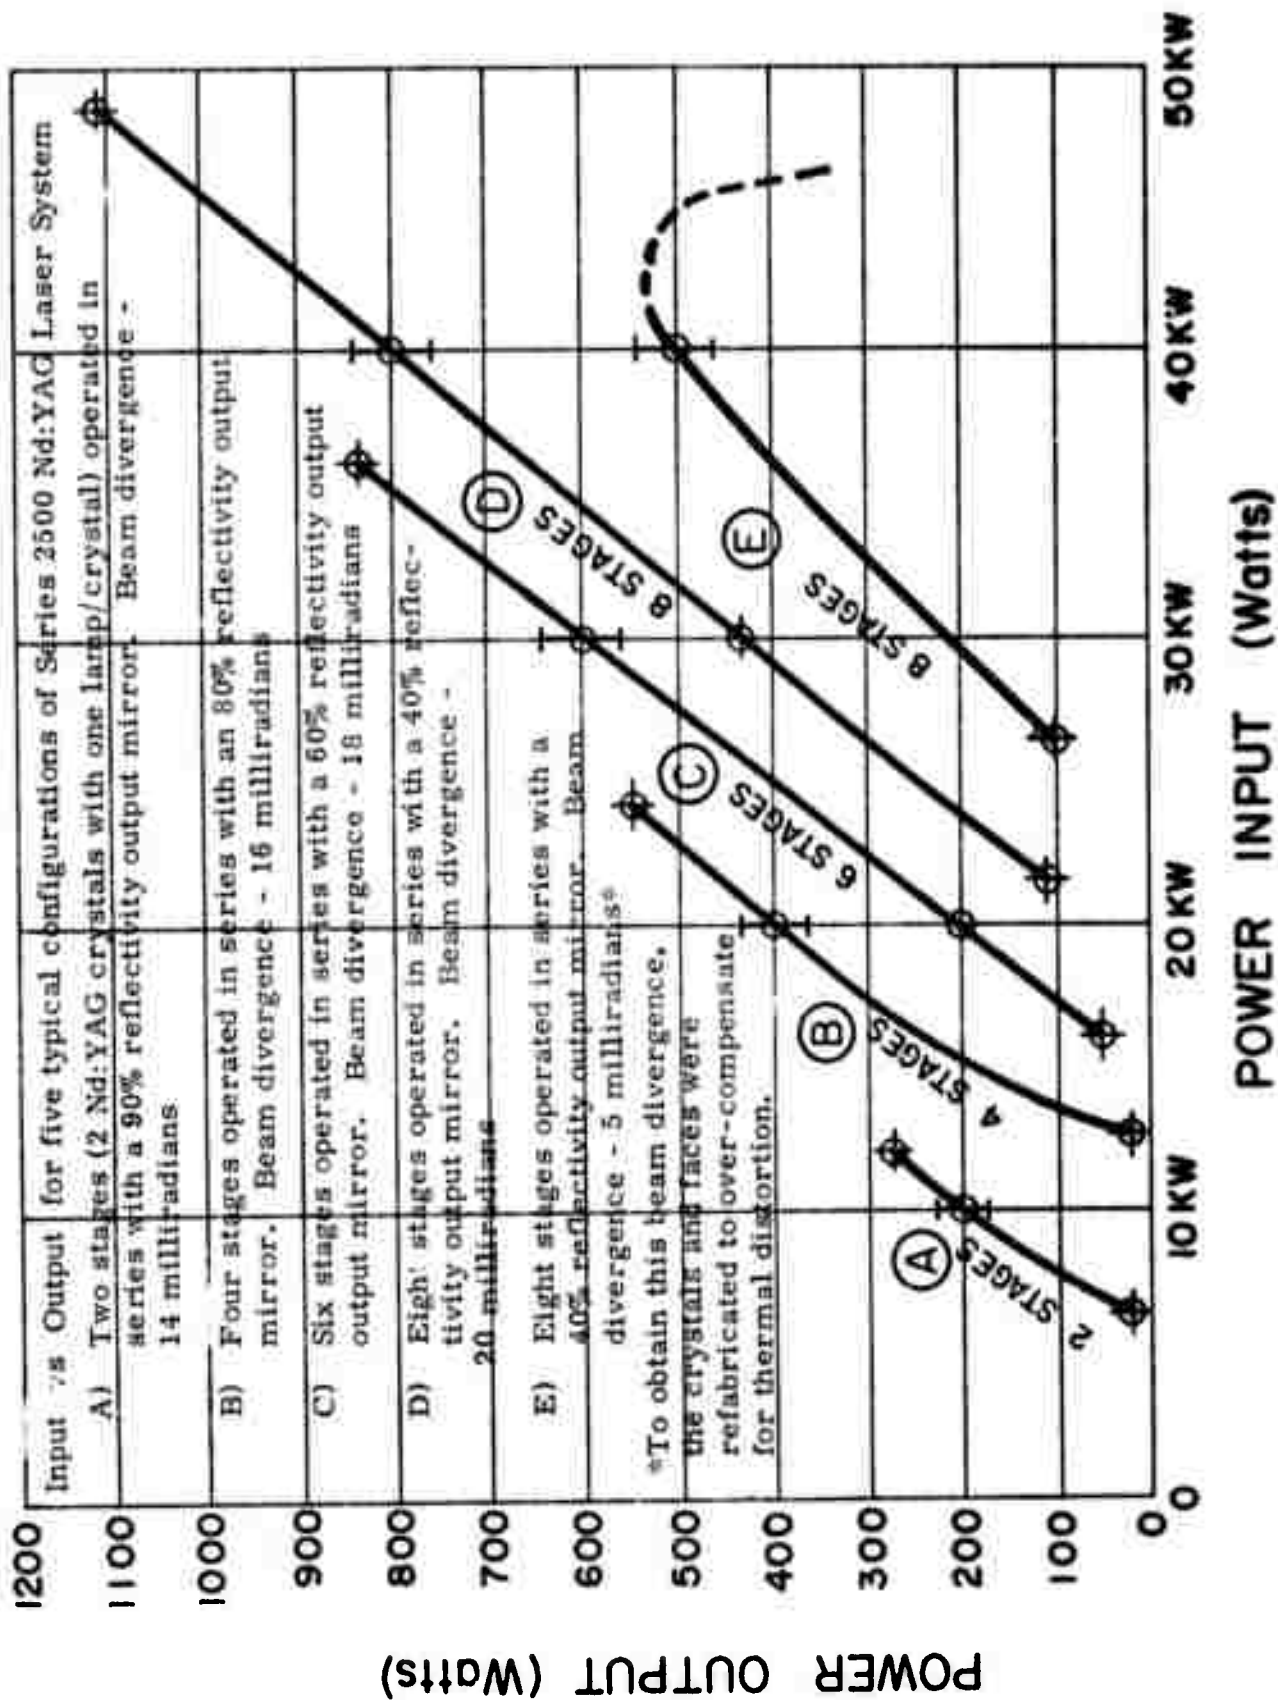 Input vs Output for five typical configurations of Series 2500 Nd:YAG Laser System
A) Two stages (2 Nd:YAG crystals with one lamp/crystal) operated in
series with a 90% reflectivity output mirror. Beam divergence -
14 milliradians
B) Four stages operated in series with an 80% reflectivity output
mirror. Beam divergence - 16 milliradians
C) Six stages operated in series with a 60% reflectivity output
output mirror. Beam divergence - 18 milliradians
D) Eight stages operated in series with a 40% reflec-
tivity output mirror. Beam divergence -
20 milliradians
E) Eight stages operated in series with a
40% reflectivity output mirror. Beam
divergence - 5 milliradians*
*To obtain this beam divergence,
the crystals and faces were
refabricated to over-compensate
for thermal distortion.
1200
1100
1000
900
800
700
600
500
400
300
200
100
0
POWER OUTPUT (Watts)
A
2 STAGES
B
4 STAGES
C
6 STAGES
D
8 STAGES
E
8 STAGES
0
10KW
20KW
30KW
40KW
50KW
POWER INPUT (Watts)